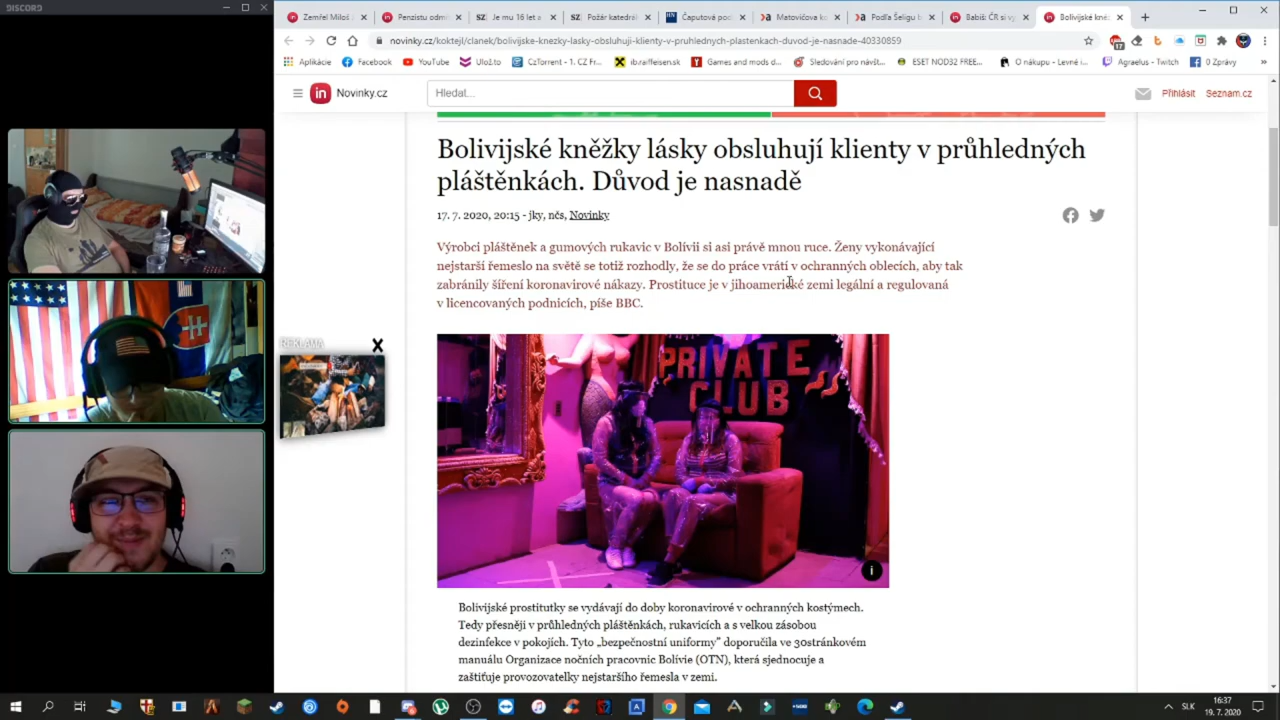 DISCORD
Zemřel Miloš
Penzistu odmí
Je mu 16 let a
Požár katedrál
Čaputová pod
Matovičova ka
Podľa Šeligu b
Babiš: ČR si vy
Bolivijské kněž
novinky.cz/koktejl/clanek/bolivijske-knezky-lasky-obsluhuji-klienty-v-pruhlednych-plastenkach-duvod-je-nasnade-40330859
17
Aplikácie
Facebook
YouTube
Ulož.to
CzTorrent - 1. CZ Fr...
ib.raiffeisen.sk
Games and mods d...
Sledování pro návšt...
ESET NOD32 FREE...
O nákupu - Levné i...
Agraelus - Twitch
0 Zprávy
»
in Novinky.cz
Hledat...
Přihlásit
Seznam.cz
Bolivijské kněžky lásky obsluhují klienty v průhledných
pláštěnkách. Důvod je nasnadě
17. 7. 2020, 20:15 - jky, nčs, Novinky
Výrobci pláštěnek a gumových rukavic v Bolívii si asi právě mnou ruce. Ženy vykonávající
nejstarší řemeslo na světě se totiž rozhodly, že se do práce vrátí v ochranných oblecích, aby tak
zabránily šíření koronavirové nákazy. Prostituce je v jihoamerické zemi legální a regulovaná
v licencovaných podnicích, píše BBC.
REKLAMA
X
PRIVATE
CLUB
i
Bolivijské prostitutky se vydávají do doby koronavirové v ochranných kostýmech.
Tedy přesněji v průhledných pláštěnkách, rukavicích a s velkou zásobou
dezinfekce v pokojích. Tyto „bezpečnostní uniformy" doporučila ve 30stránkovém
manuálu Organizace nočních pracovnic Bolívie (OTN), která sjednocuje a
zaštiťuje provozovatelky nejstaršího řemesla v zemi.
SLK
16:37
19. 7. 2020